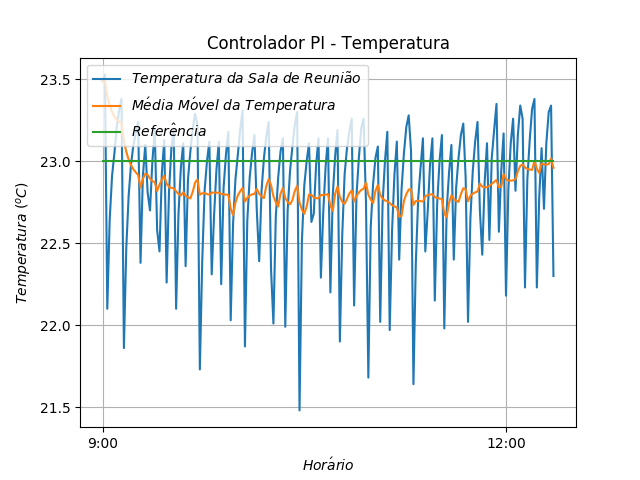 Controlador PI - Temperatura
Temperatura da Sala de Reunião
Média Móvel da Temperatura
Referência
23.5
23.0
22.5
22.0
21.5
Temperatura (ºC)
9:00
12:00
Horário